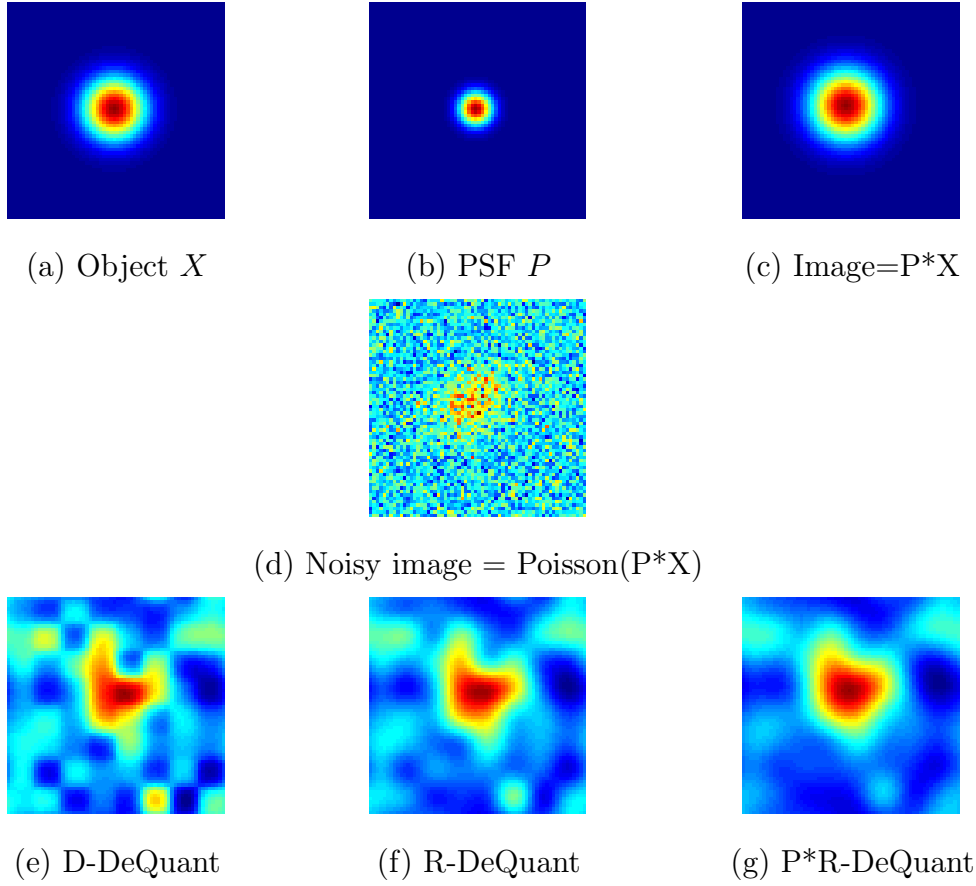 (a) Object X
(b) PSF P
(c) Image=P*X
(d) Noisy image = Poisson(P*X)
(e) D-DeQuant
(f) R-DeQuant
(g) P*R-DeQuant